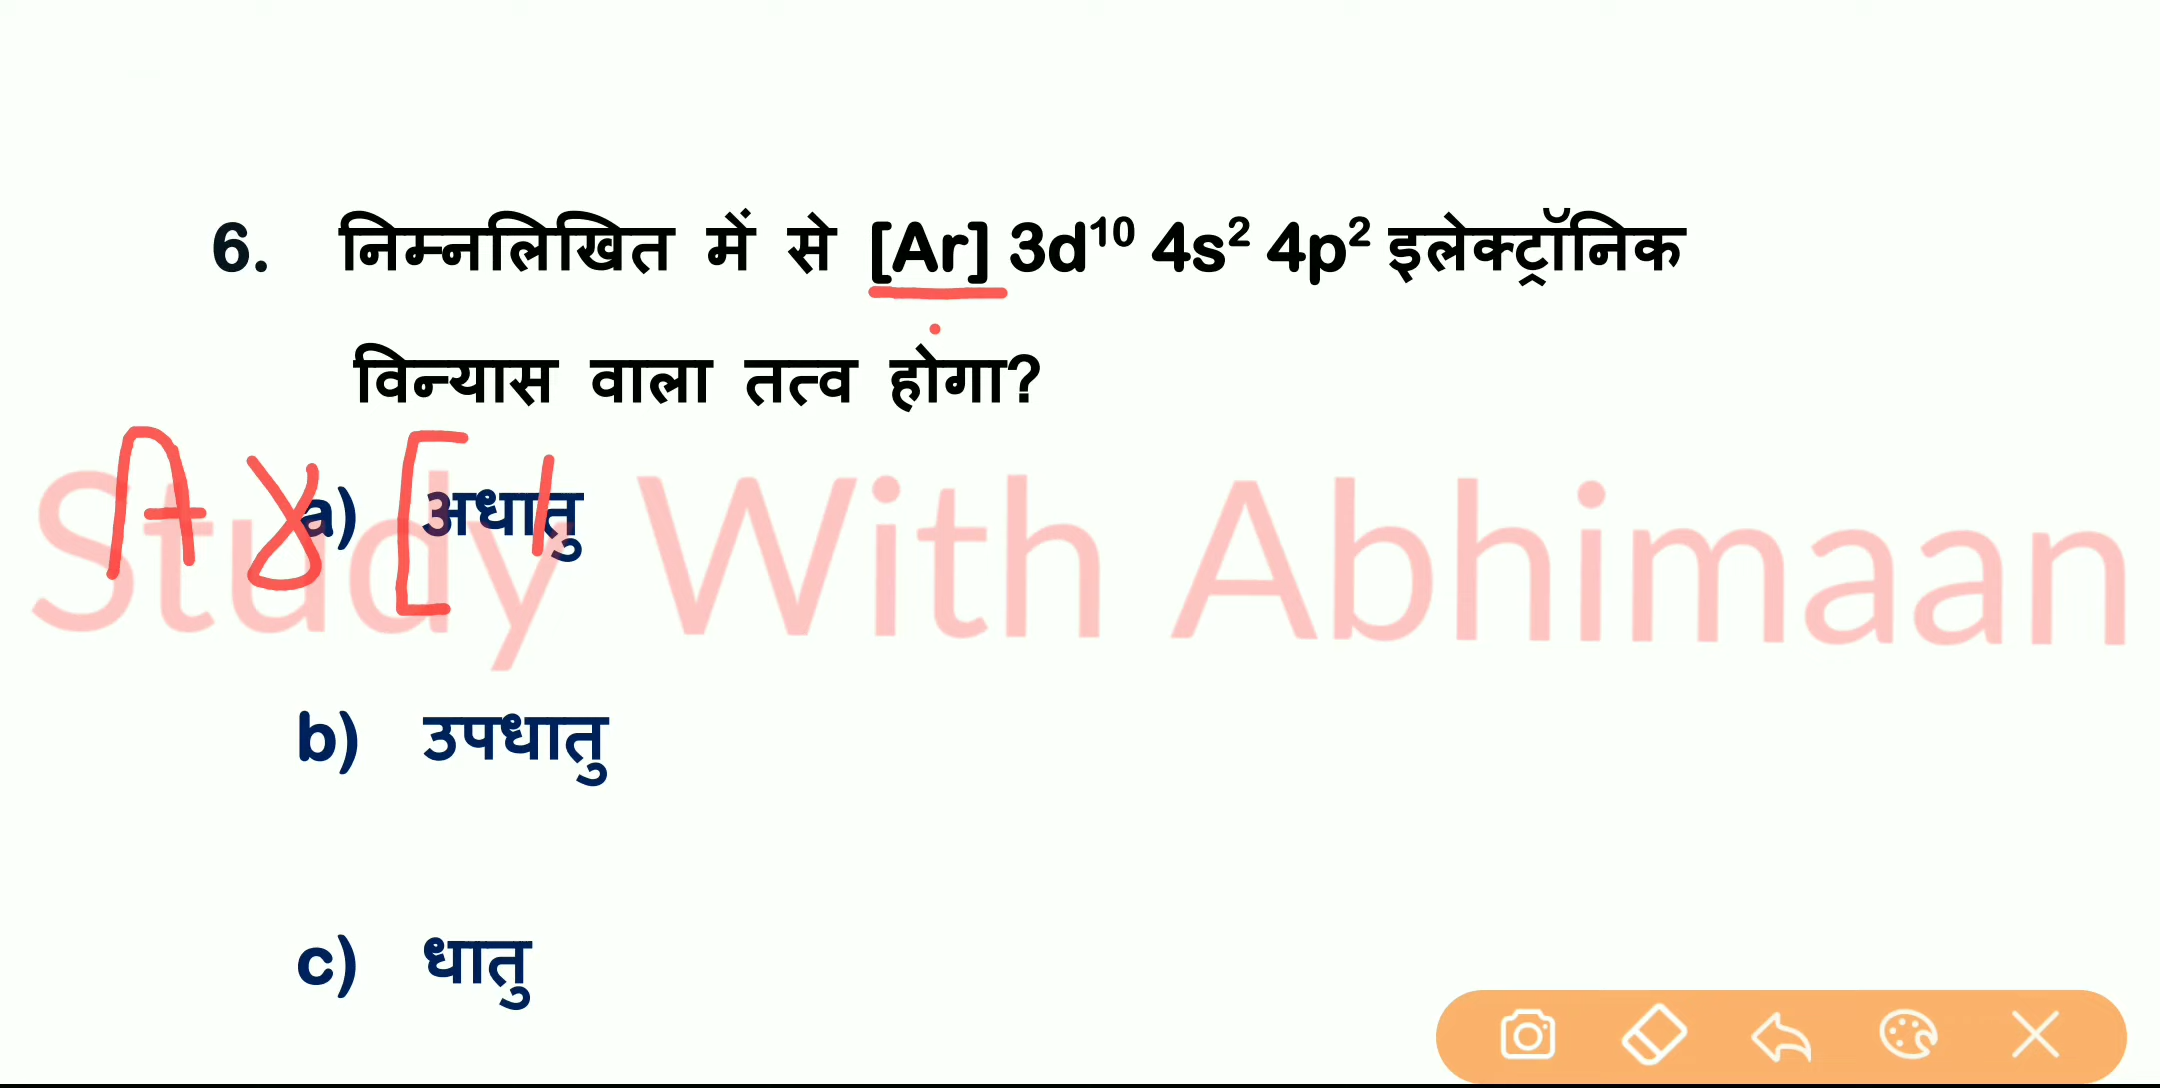 6. निम्नलिखित में से [Ar] 3d¹⁰ 4s² 4p² इलेक्ट्रॉनिक
विन्यास वाला तत्व होगा?
a) अधातु
Study With Abhimaan
b) उपधातु
c) धातु